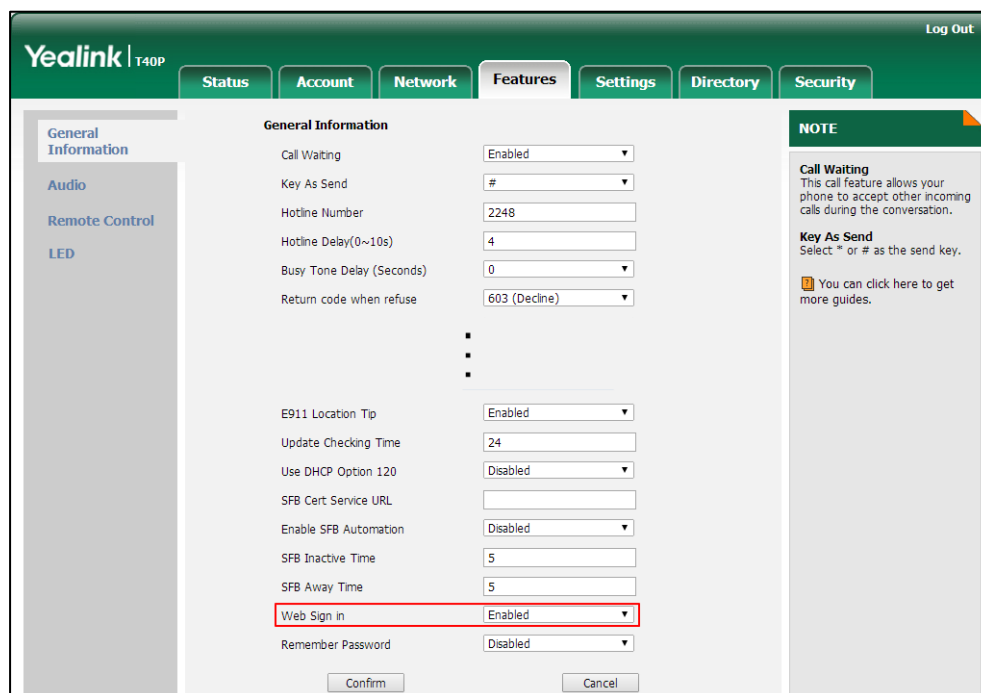 Log Out
Yealink T40P
Status Account Network Features Settings Directory Security
General
Information
Audio
Remote Control
LED
General Information
Call Waiting Enabled
Key As Send #
Hotline Number 2248
Hotline Delay(0~10s) 4
Busy Tone Delay (Seconds) 0
Return code when refuse 603 (Decline)
E911 Location Tip Enabled
Update Checking Time 24
Use DHCP Option 120 Disabled
SFB Cert Service URL
Enable SFB Automation Disabled
SFB Inactive Time 5
SFB Away Time 5
Web Sign in Enabled
Remember Password Disabled
Confirm Cancel
NOTE
Call Waiting
This call feature allows your
phone to accept other incoming
calls during the conversation.
Key As Send
Select * or # as the send key.
You can click here to get
more guides.